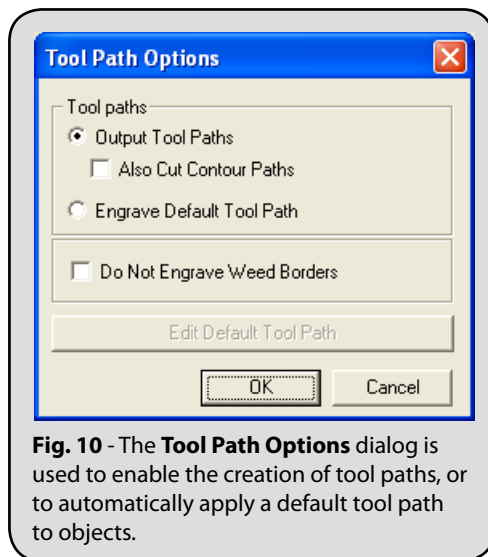 Tool Path Options
Tool paths
Output Tool Paths
Also Cut Contour Paths
Engrave Default Tool Path
Do Not Engrave Weed Borders
Edit Default Tool Path
OK Cancel
Fig. 10 - The Tool Path Options dialog is
used to enable the creation of tool paths, or
to automatically apply a default tool path
to objects.